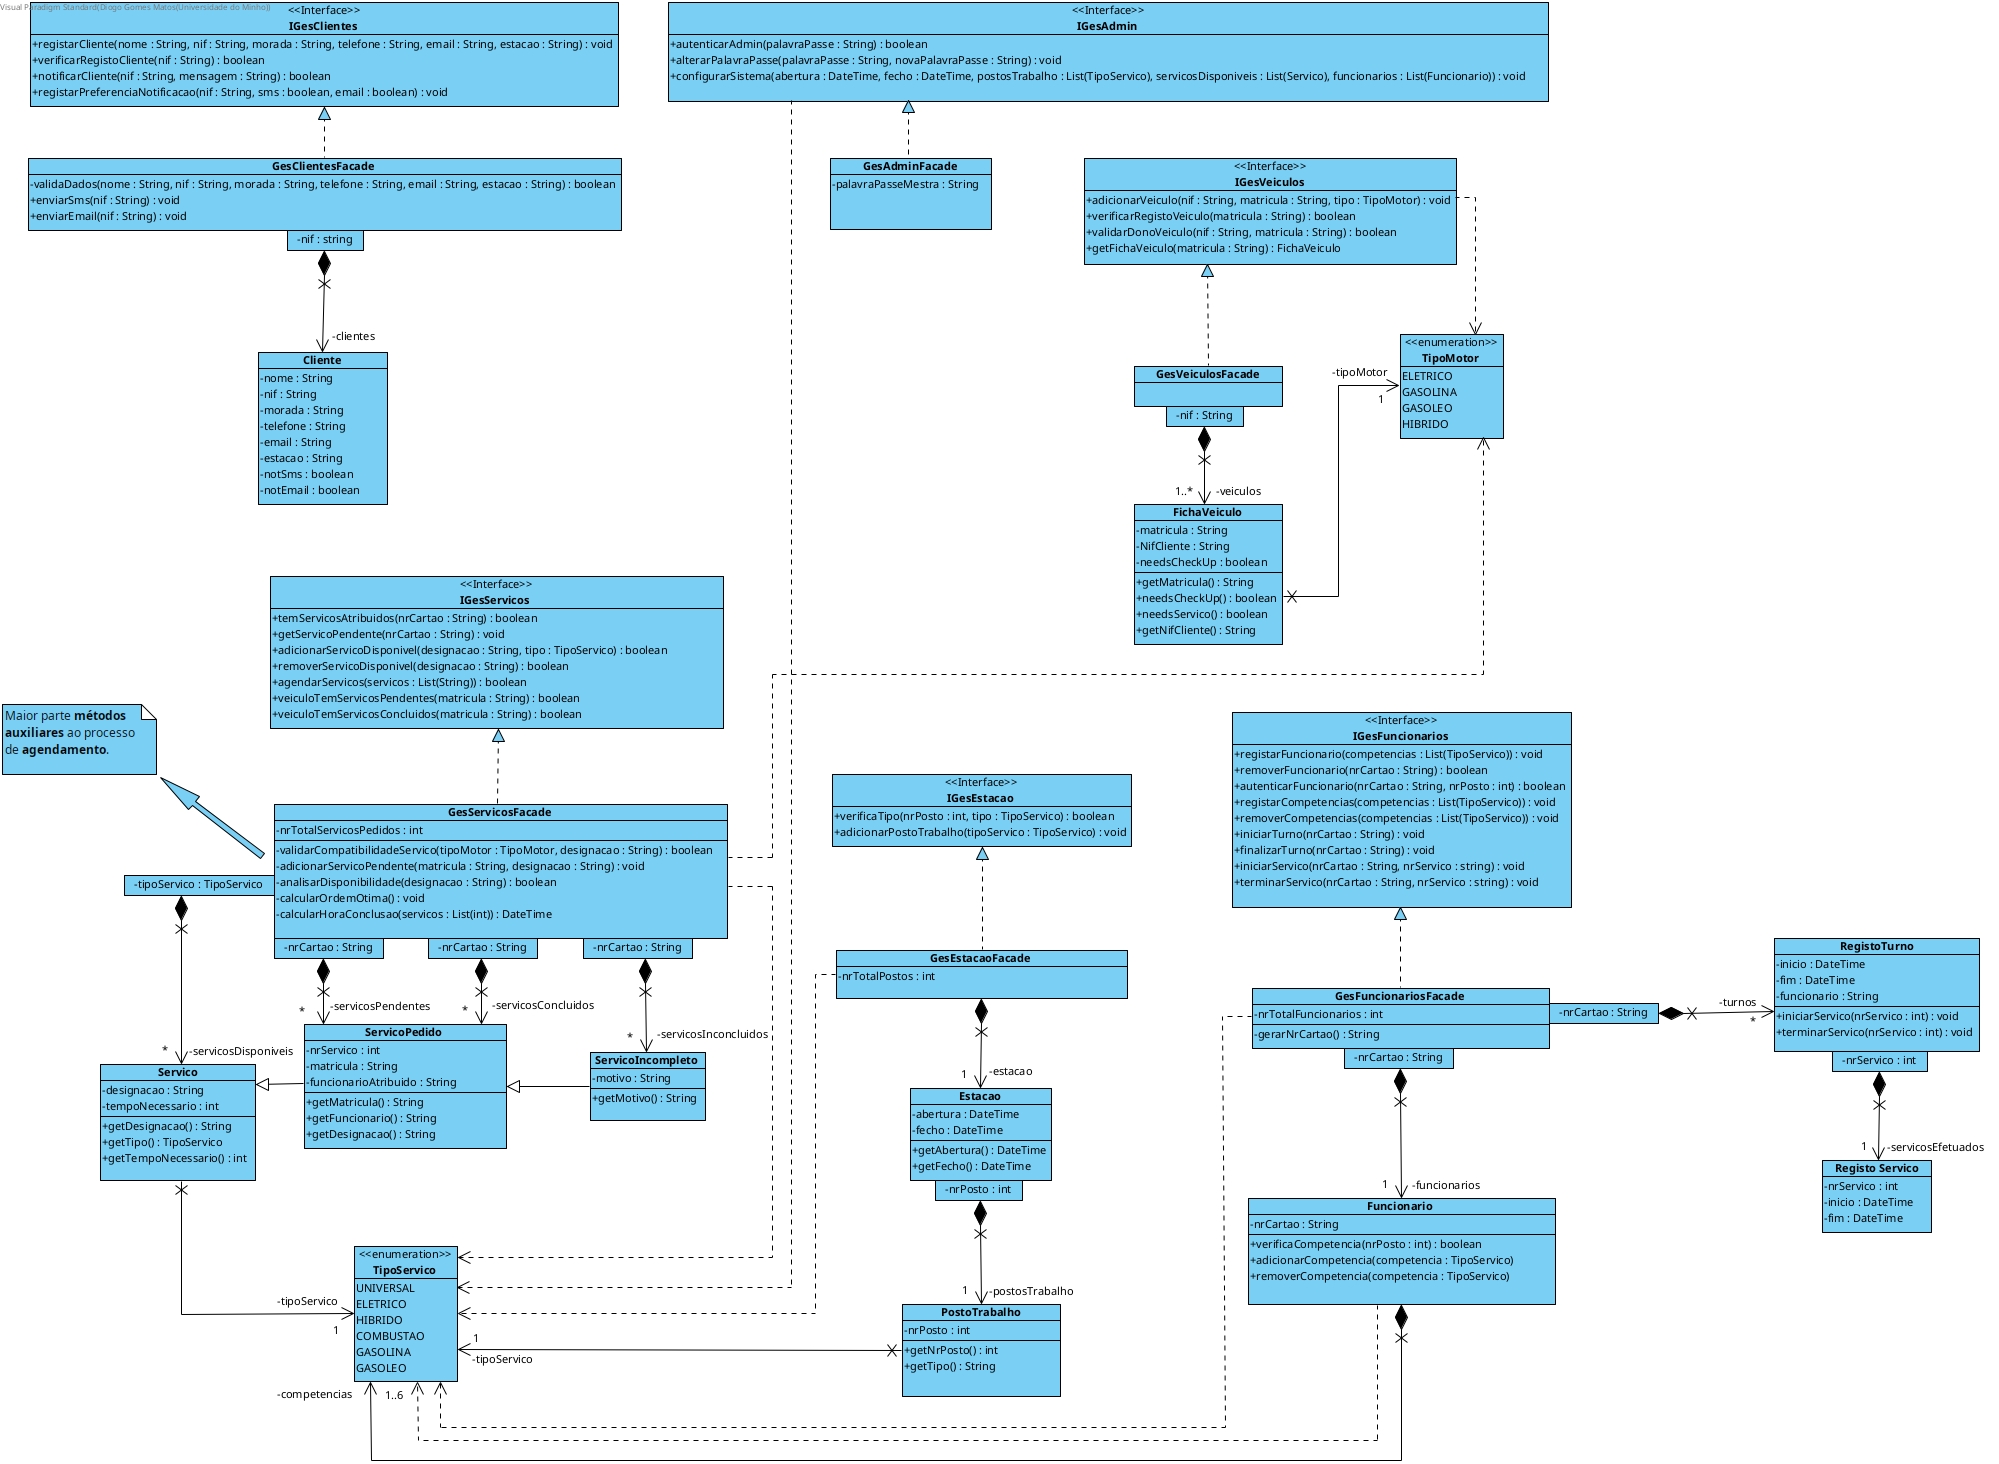 Visual Paradigm Standard(Diogo Gomes Matos(Universidade do Minho))
<<Interface>>
IGesClientes
+registarCliente(nome : String, nif : String, morada : String, telefone : String, email : String, estacao : String) : void
+verificarRegistoCliente(nif : String) : boolean
+notificarCliente(nif : String, mensagem : String) : boolean
+registarPreferenciaNotificacao(nif : String, sms : boolean, email : boolean) : void
<<Interface>>
IGesAdmin
+autenticarAdmin(palavraPasse : String) : boolean
+alterarPalavraPasse(palavraPasse : String, novaPalavraPasse : String) : void
+configurarSistema(abertura : DateTime, fecho : DateTime, postosTrabalho : List(TipoServico), servicosDisponiveis : List(Servico), funcionarios : List(Funcionario)) : void
GesClientesFacade
-validaDados(nome : String, nif : String, morada : String, telefone : String, email : String, estacao : String) : boolean
+enviarSms(nif : String) : void
+enviarEmail(nif : String) : void
-nif : string
-clientes
Cliente
-nome : String
-nif : String
-morada : String
-telefone : String
-email : String
-estacao : String
-notSms : boolean
-notEmail : boolean
GesAdminFacade
-palavraPasseMestra : String
<<Interface>>
IGesVeiculos
+adicionarVeiculo(nif : String, matricula : String, tipo : TipoMotor) : void
+verificarRegistoVeiculo(matricula : String) : boolean
+validarDonoVeiculo(nif : String, matricula : String) : boolean
+getFichaVeiculo(matricula : String) : FichaVeiculo
GesVeiculosFacade
-nif : String
1..*
-veiculos
-tipoMotor
1
<<enumeration>>
TipoMotor
ELETRICO
GASOLINA
GASOLEO
HIBRIDO
FichaVeiculo
-matricula : String
-NifCliente : String
-needsCheckUp : boolean
+getMatricula() : String
+needsCheckUp() : boolean
+needsServico() : boolean
+getNifCliente() : String
<<Interface>>
IGesServicos
+temServicosAtribuidos(nrCartao : String) : boolean
+getServicoPendente(nrCartao : String) : void
+adicionarServicoDisponivel(designacao : String, tipo : TipoServico) : boolean
+removerServicoDisponivel(designacao : String) : boolean
+agendarServicos(servicos : List(String)) : boolean
+veiculoTemServicosPendentes(matricula : String) : boolean
+veiculoTemServicosConcluidos(matricula : String) : boolean
Maior parte métodos
auxiliares ao processo
de agendamento.
GesServicosFacade
-nrTotalServicosPedidos : int
-validarCompatibilidadeServico(tipoMotor : TipoMotor, designacao : String) : boolean
-adicionarServicoPendente(matricula : String, designacao : String) : void
-analisarDisponibilidade(designacao : String) : boolean
-calcularOrdemOtima() : void
-calcularHoraConclusao(servicos : List(int)) : DateTime
-tipoServico : TipoServico
-nrCartao : String
-nrCartao : String
-nrCartao : String
*
-servicosPendentes
*
-servicosConcluidos
*
-servicosInconcluidos
*
-servicosDisponiveis
Servico
-designacao : String
-tempoNecessario : int
+getDesignacao() : String
+getTipo() : TipoServico
+getTempoNecessario() : int
ServicoPedido
-nrServico : int
-matricula : String
-funcionarioAtribuido : String
+getMatricula() : String
+getFuncionario() : String
+getDesignacao() : String
ServicoIncompleto
-motivo : String
+getMotivo() : String
<<Interface>>
IGesEstacao
+verificaTipo(nrPosto : int, tipo : TipoServico) : boolean
+adicionarPostoTrabalho(tipoServico : TipoServico) : void
GesEstacaoFacade
-nrTotalPostos : int
1
-estacao
Estacao
-abertura : DateTime
-fecho : DateTime
+getAbertura() : DateTime
+getFecho() : DateTime
-nrPosto : int
1
-postosTrabalho
PostoTrabalho
-nrPosto : int
+getNrPosto() : int
+getTipo() : String
<<Interface>>
IGesFuncionarios
+registarFuncionario(competencias : List(TipoServico)) : void
+removerFuncionario(nrCartao : String) : boolean
+autenticarFuncionario(nrCartao : String, nrPosto : int) : boolean
+registarCompetencias(competencias : List(TipoServico)) : void
+removerCompetencias(competencias : List(TipoServico)) : void
+iniciarTurno(nrCartao : String) : void
+finalizarTurno(nrCartao : String) : void
+iniciarServico(nrCartao : String, nrServico : string) : void
+terminarServico(nrCartao : String, nrServico : string) : void
GesFuncionariosFacade
-nrTotalFuncionarios : int
-gerarNrCartao() : String
-nrCartao : String
-nrCartao : String
-turnos
*
RegistoTurno
-inicio : DateTime
-fim : DateTime
-funcionario : String
+iniciarServico(nrServico : int) : void
+terminarServico(nrServico : int) : void
-nrServico : int
1
-servicosEfetuados
Registo Servico
-nrServico : int
-inicio : DateTime
-fim : DateTime
1
-funcionarios
Funcionario
-nrCartao : String
+verificaCompetencia(nrPosto : int) : boolean
+adicionarCompetencia(competencia : TipoServico)
+removerCompetencia(competencia : TipoServico)
<<enumeration>>
TipoServico
UNIVERSAL
ELETRICO
HIBRIDO
COMBUSTAO
GASOLINA
GASOLEO
-tipoServico
1
1
-tipoServico
-competencias
1..6